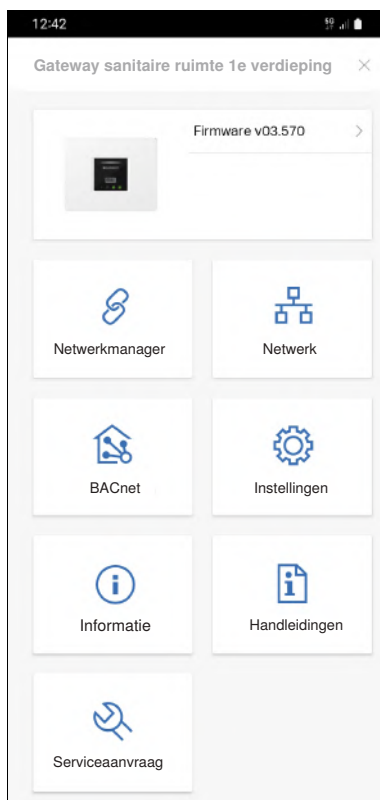 12:42
Gateway sanitaire ruimte 1e verdieping
Firmware v03.570
Netwerkmanager
Netwerk
BACnet
Instellingen
Informatie
Handleidingen
Serviceaanvraag